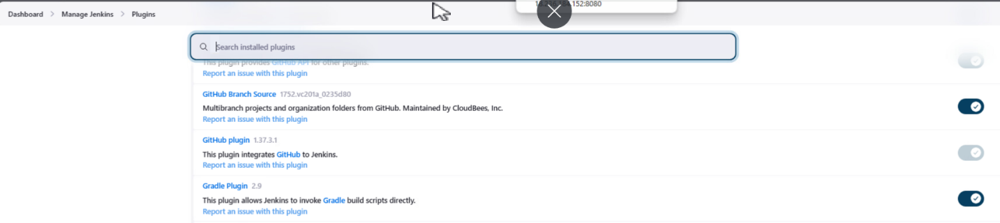 Dashboard > Manage Jenkins > Plugins
152:8080
Search installed plugins
This plugin provides GitHub API for other plugins.
Report an issue with this plugin
GitHub Branch Source 1752.vc201a_0235d80
Multibranch projects and organization folders from GitHub. Maintained by CloudBees, Inc.
Report an issue with this plugin
GitHub plugin 1.37.3.1
This plugin integrates GitHub to Jenkins.
Report an issue with this plugin
Gradle Plugin 2.9
This plugin allows Jenkins to invoke Gradle build scripts directly.
Report an issue with this plugin